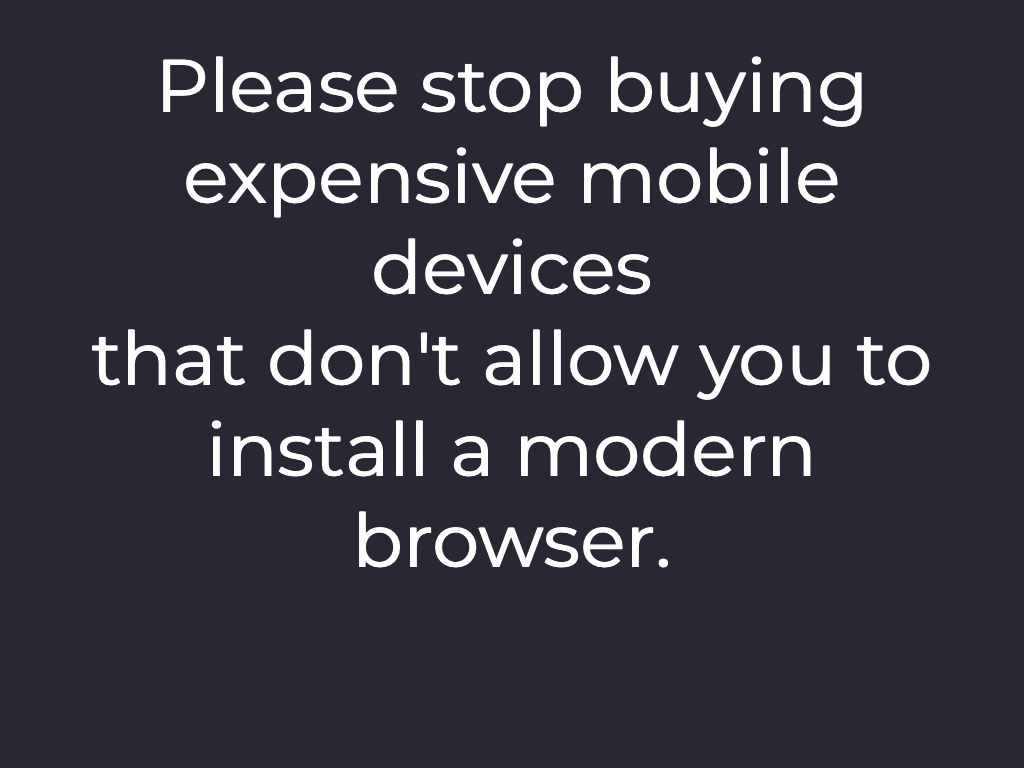 Please stop buying
expensive mobile
devices
that don't allow you to
install a modern
browser.